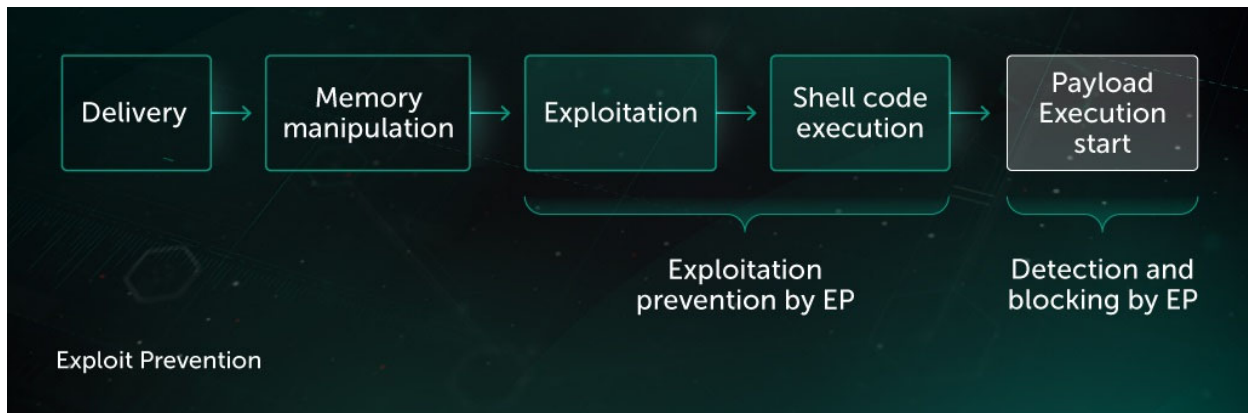 Delivery
Memory
manipulation
Exploitation
Shell code
execution
Payload
Execution
start
Exploitation
prevention by EP
Detection and
blocking by EP
Exploit Prevention